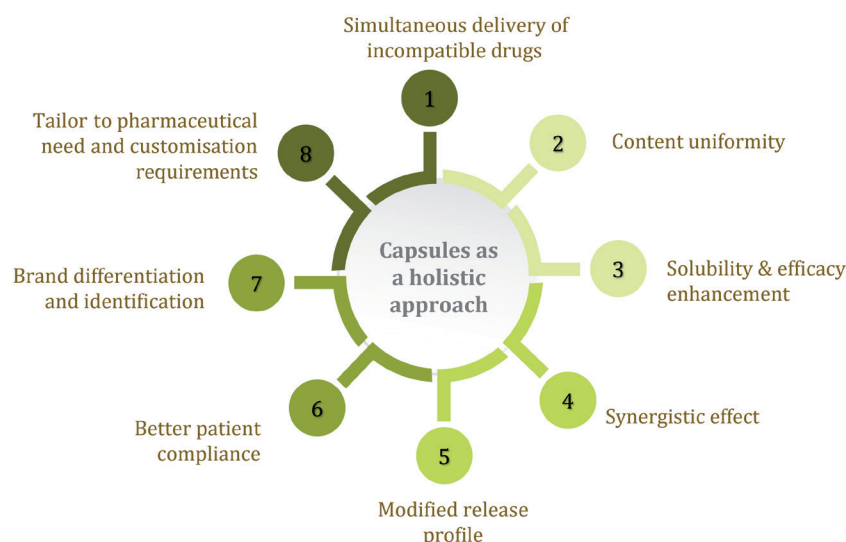 Capsules as
a holistic
approach
1
Simultaneous delivery of
incompatible drugs
2
Content uniformity
3
Solubility & efficacy
enhancement
4
Synergistic effect
5
Modified release
profile
6
Better patient
compliance
7
Brand differentiation
and identification
8
Tailor to pharmaceutical
need and customisation
requirements